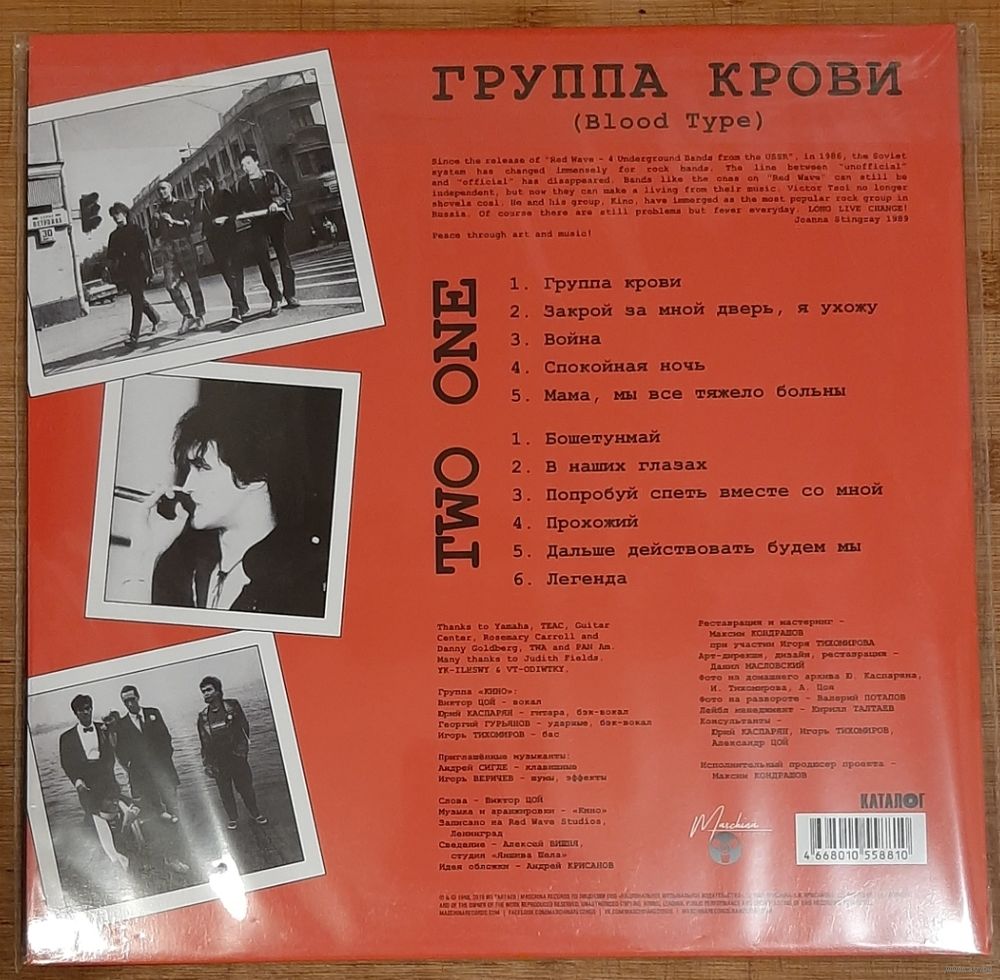 ГРУППА КРОВИ
(Blood Type)
Since the release of "Red Wave - 4 Underground Bands from the USSR", in 1986, the Soviet
system has changed immensely for rock bands. The line between "unofficial"
and "official" has disappeared. Bands like the ones on "Red Wave" can still be
independent, but now they can make a living from their music. Victor Tsoi no longer
shovels coal. He and his group, Kino, have immerged as the most popular rock group in
Russia. Of course there are still problems but fewer everyday. LONG LIVE CHANGE!
Joanna Stingray 1989
Peace through art and music!
ONE
1. Группа крови
2. Закрой за мной дверь, я ухожу
3. Война
4. Спокойная ночь
5. Мама, мы все тяжело больны
TWO
1. Бошетунмай
2. В наших глазах
3. Попробуй спеть вместе со мной
4. Прохожий
5. Дальше действовать будем мы
6. Легенда
Thanks to Yamaha, TEAC, Guitar
Center, Rosemary Carroll and
Danny Goldberg, TWA and PAN Am.
Many thanks to Judith Fields.
YK-ILESWY & VT-ODIWTKY.
Группа «КИНО»:
Виктор ЦОЙ - вокал
Юрий КАСПАРЯН - гитара, бэк-вокал
Георгий ГУРЬЯНОВ - ударные, бэк-вокал
Игорь ТИХОМИРОВ - бас
Приглашённые музыканты:
Андрей СИГЛЕ - клавишные
Игорь ВЕРИЧЕВ - шумы, эффекты
Слова - Виктор ЦОЙ
Музыка и аранжировки - «Кино»
Записано на Red Wave Studios,
Ленинград
Сведение - Алексей ВИШНЯ,
студия «Яншива Шела»
Идея обложки - Андрей КРИСАНОВ
Реставрация и мастеринг -
Максим КОНДРАШОВ
при участии Игоря ТИХОМИРОВА
Арт-дирекшн, дизайн, реставрация -
Данил МАСЛОВСКИЙ
Фото из домашнего архива Ю. Каспаряна,
И. Тихомирова, А. Цоя
Фото на развороте - Валерий ПОТАПОВ
Лейбл менеджмент - Кирилл ТАЛТАЕВ
Консультанты -
Юрий КАСПАРЯН, Игорь ТИХОМИРОВ,
Александр ЦОЙ
Исполнительный продюсер проекта -
Максим КОНДРАШОВ
КАТАЛОГ
Maschina
4 668010 558810
30